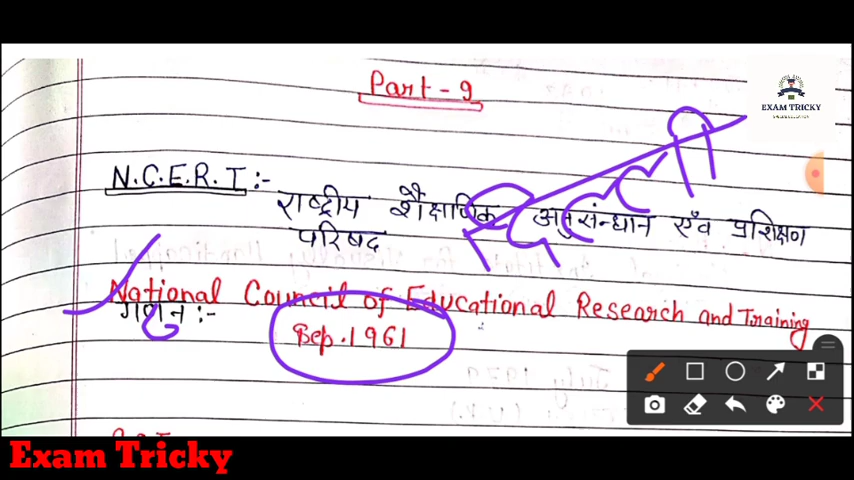 Part - 9
EXAM TRICKY
N.C.E.R.T :-
राष्ट्रीय शैक्षणिक अनुसंन्धान एवँ प्रशिक्षण
परिषद
National Council of Educational Research and Training
गठन :-
Sep. 1961
Exam Tricky